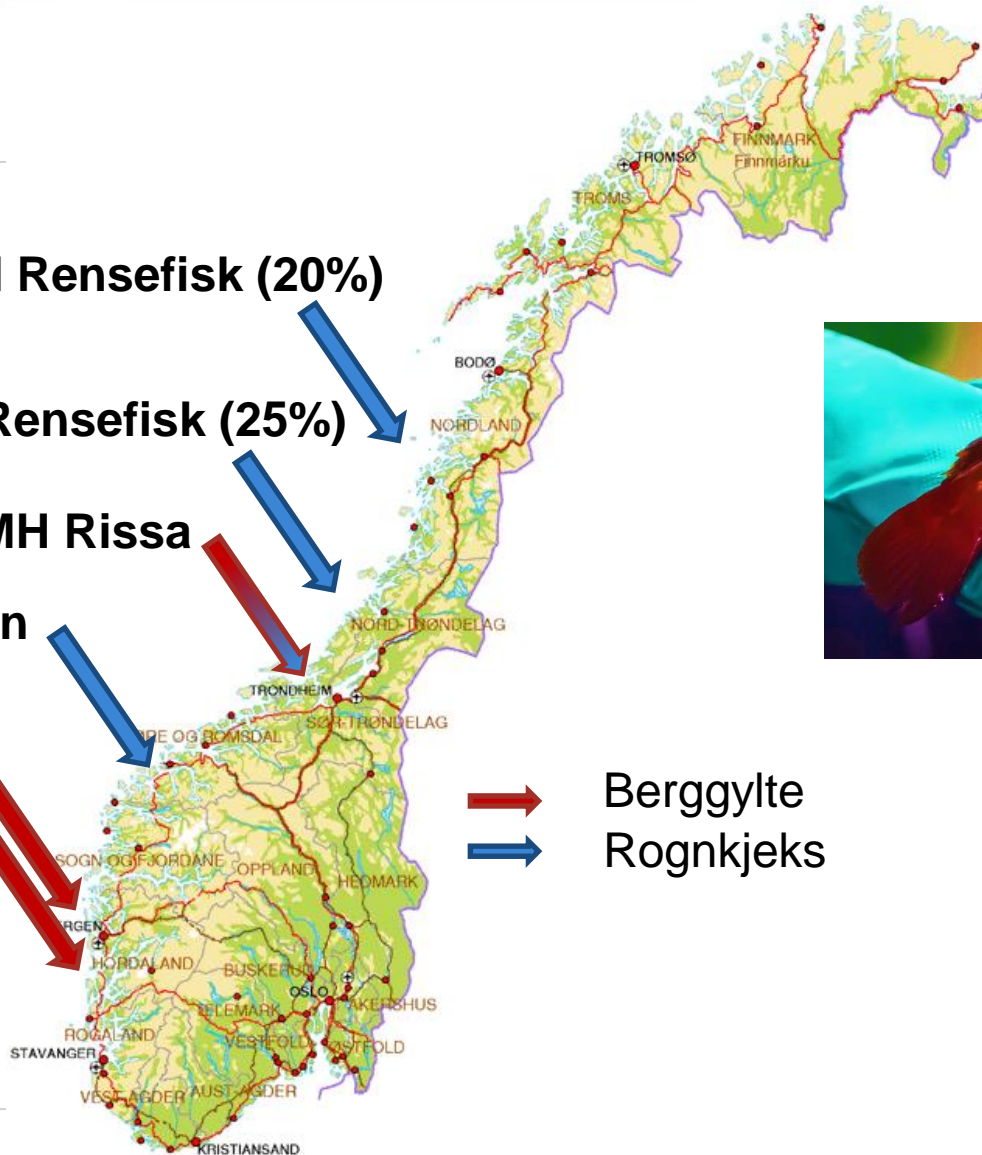 FINNMARK
TROMSØ
Finnmárku
TROMS
Rensefisk (20%)
BODØ
Rensefisk (25%)
NORDLAND
MH Rissa
n
NORD-TRØNDELAG
TRONDHEIM
SØR-TRØNDELAG
RE OG ROMSDAL
Berggylte
Rognkjeks
SOGN OG FJORDANE
OPPLAND
HEDMARK
RGEN
HORDALAND
BUSKERUD
OSLO
AKERSHUS
TELEMARK
ROGALAND
VESTFOLD
ØSTFOLD
STAVANGER
VEST-AGDER
AUST-AGDER
KRISTIANSAND